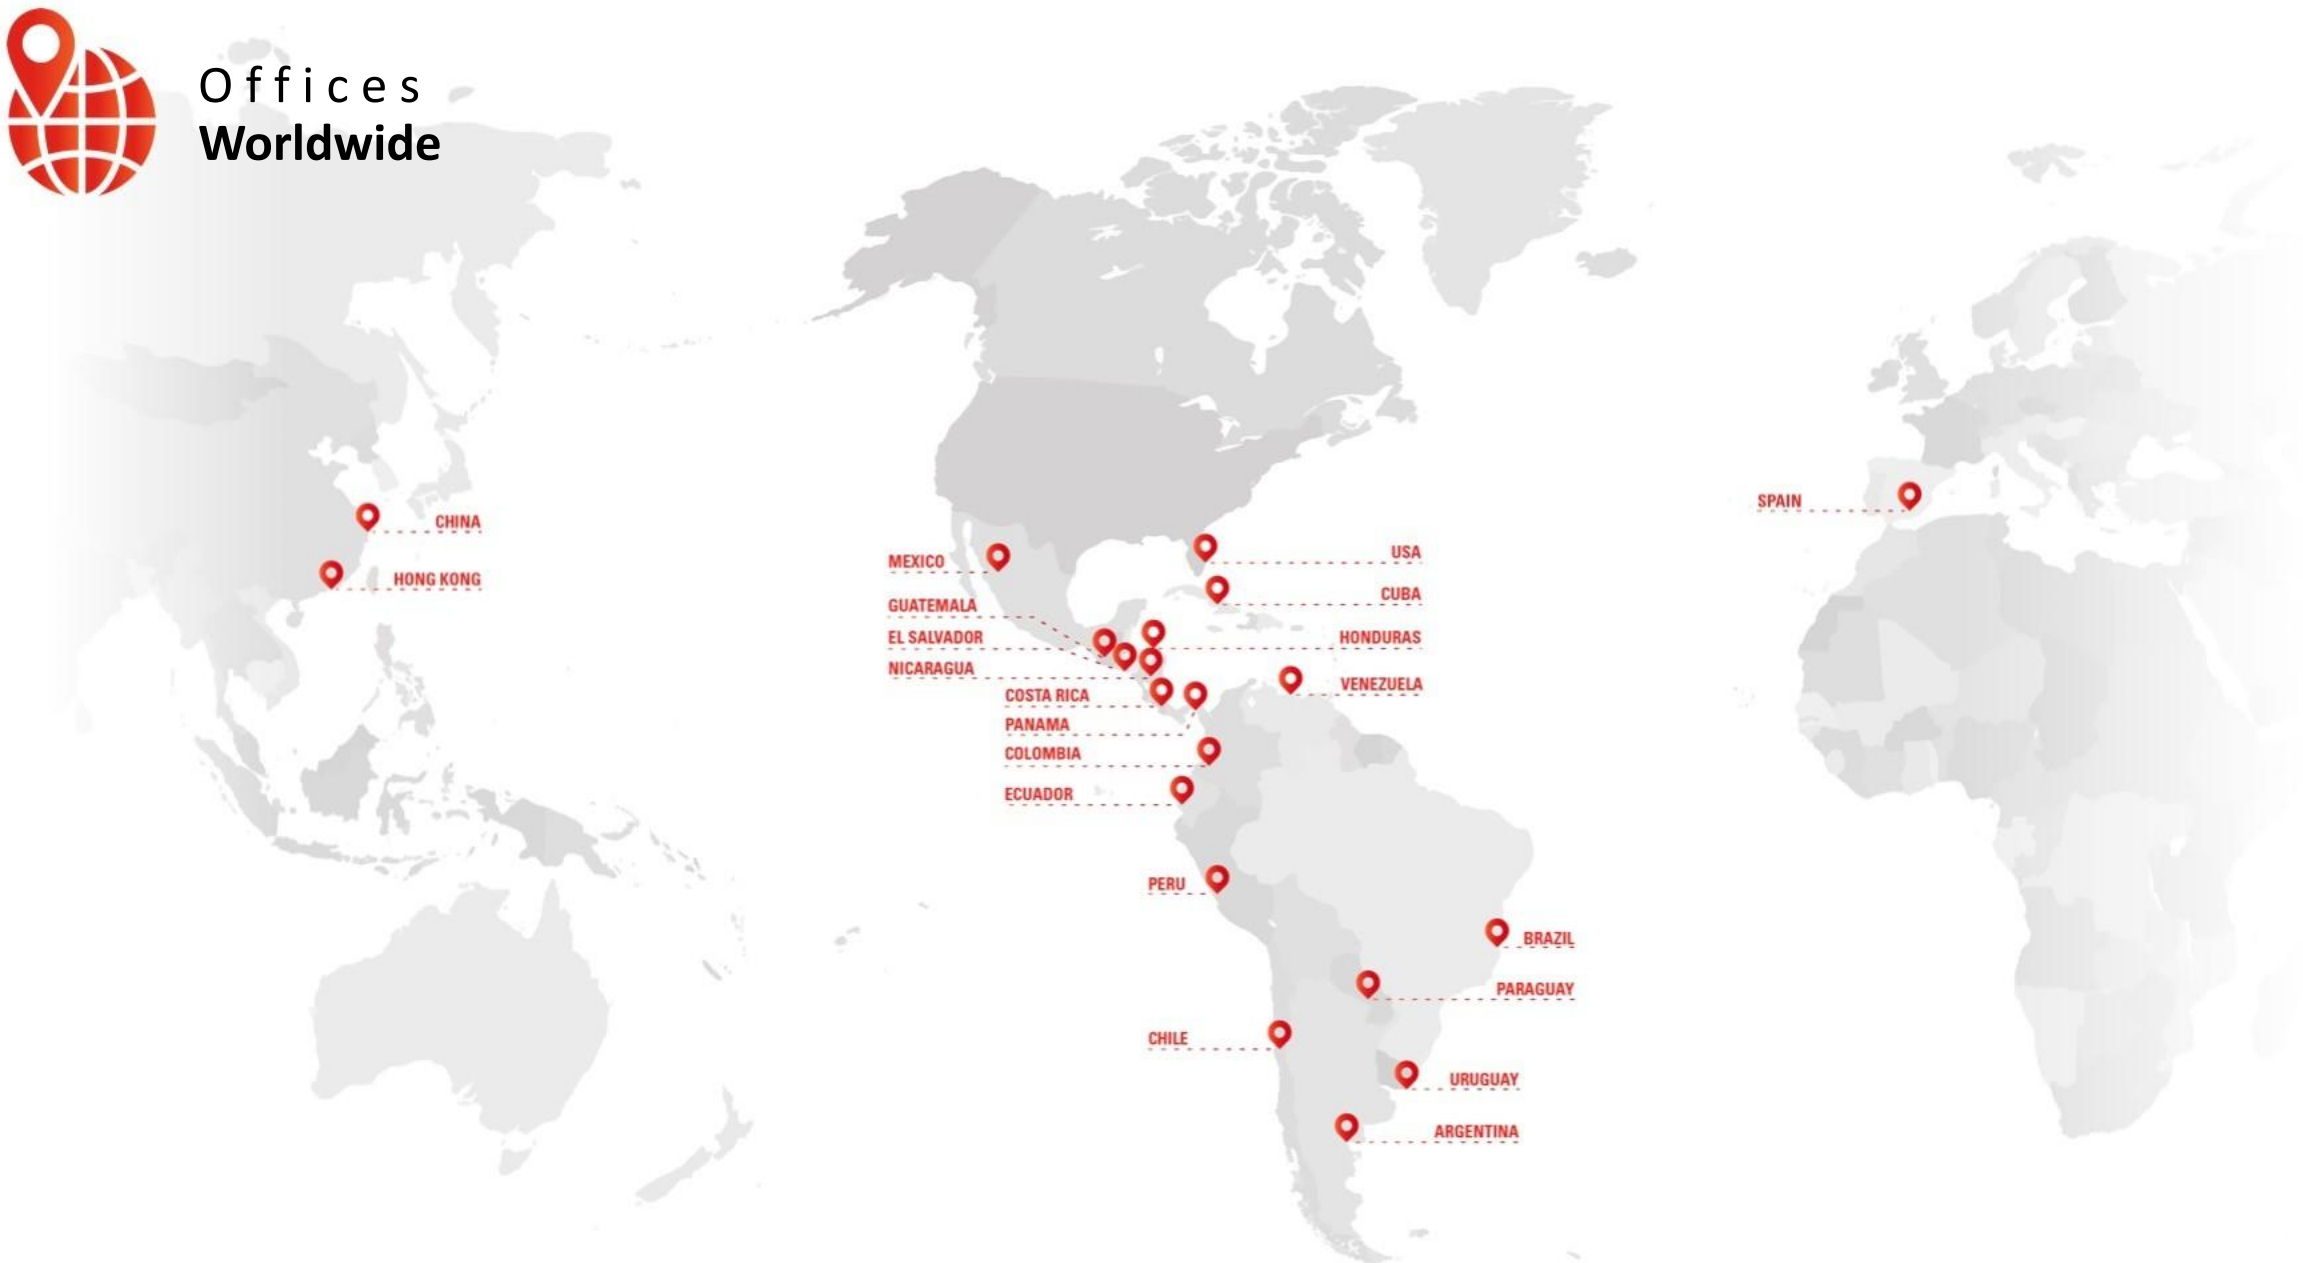 Offices
Worldwide
CHINA
HONG KONG
MEXICO
GUATEMALA
EL SALVADOR
NICARAGUA
COSTA RICA
PANAMA
COLOMBIA
ECUADOR
PERU
CHILE
USA
CUBA
HONDURAS
VENEZUELA
BRAZIL
PARAGUAY
URUGUAY
ARGENTINA
SPAIN